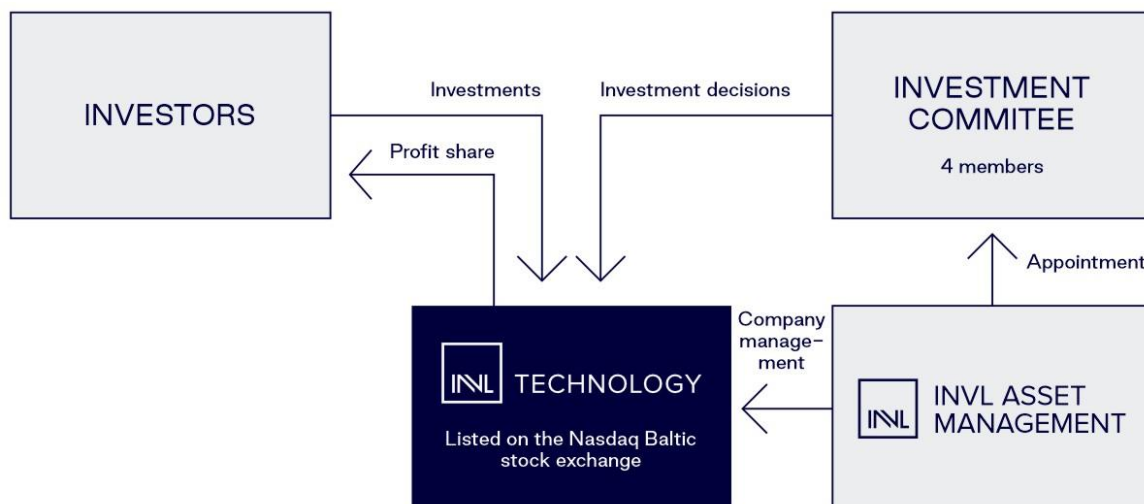 INVESTORS
Investments
Profit share
Investment decisions
INVESTMENT
COMMITEE
4 members
Appointment
Company
manage-
ment
INVL TECHNOLOGY
Listed on the Nasdaq Baltic
stock exchange
INVL INVL ASSET
MANAGEMENT